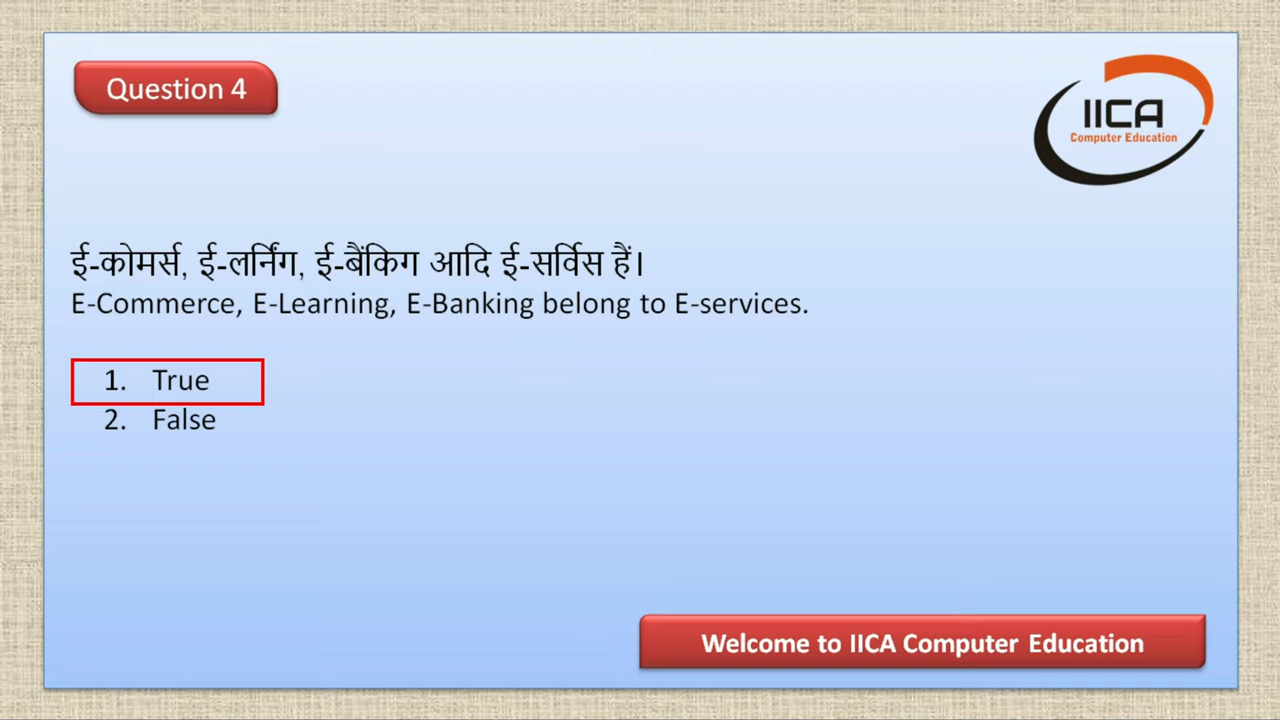 Question 4
IICA
Computer Education
ई-कोमर्स, ई-लर्निंग, ई-बैंकिग आदि ई-सर्विस हैं।
E-Commerce, E-Learning, E-Banking belong to E-services.
1. True
2. False
Welcome to IICA Computer Education